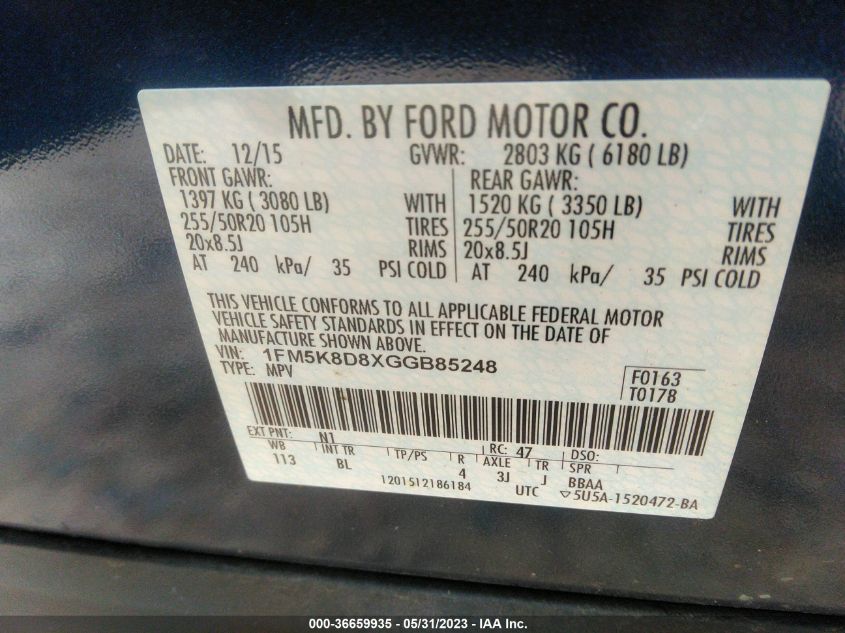 MFD. BY FORD MOTOR CO.
DATE: 12/15 GVWR: 2803 KG ( 6180 LB)
FRONT GAWR: REAR GAWR:
1397 KG ( 3080 LB) WITH 1520 KG ( 3350 LB) WITH
255/50R20 105H TIRES 255/50R20 105H TIRES
20x8.5J RIMS 20x8.5J RIMS
AT 240 kPa/ 35 PSI COLD AT 240 kPa/ 35 PSI COLD
THIS VEHICLE CONFORMS TO ALL APPLICABLE FEDERAL MOTOR
VEHICLE SAFETY STANDARDS IN EFFECT ON THE DATE OF
MANUFACTURE SHOWN ABOVE.
VIN: 1FM5K8D8XGGB85248
TYPE: MPV
F0163
T0178
EXT PNT: N1 RC: 47 DSO:
WB INT TR TP/PS R AXLE TR SPR
113 BL 4 3J J BBAA
1201512186184 UTC ▽5U5A-1520472-BA
000-36659935 - 05/31/2023 - IAA Inc.